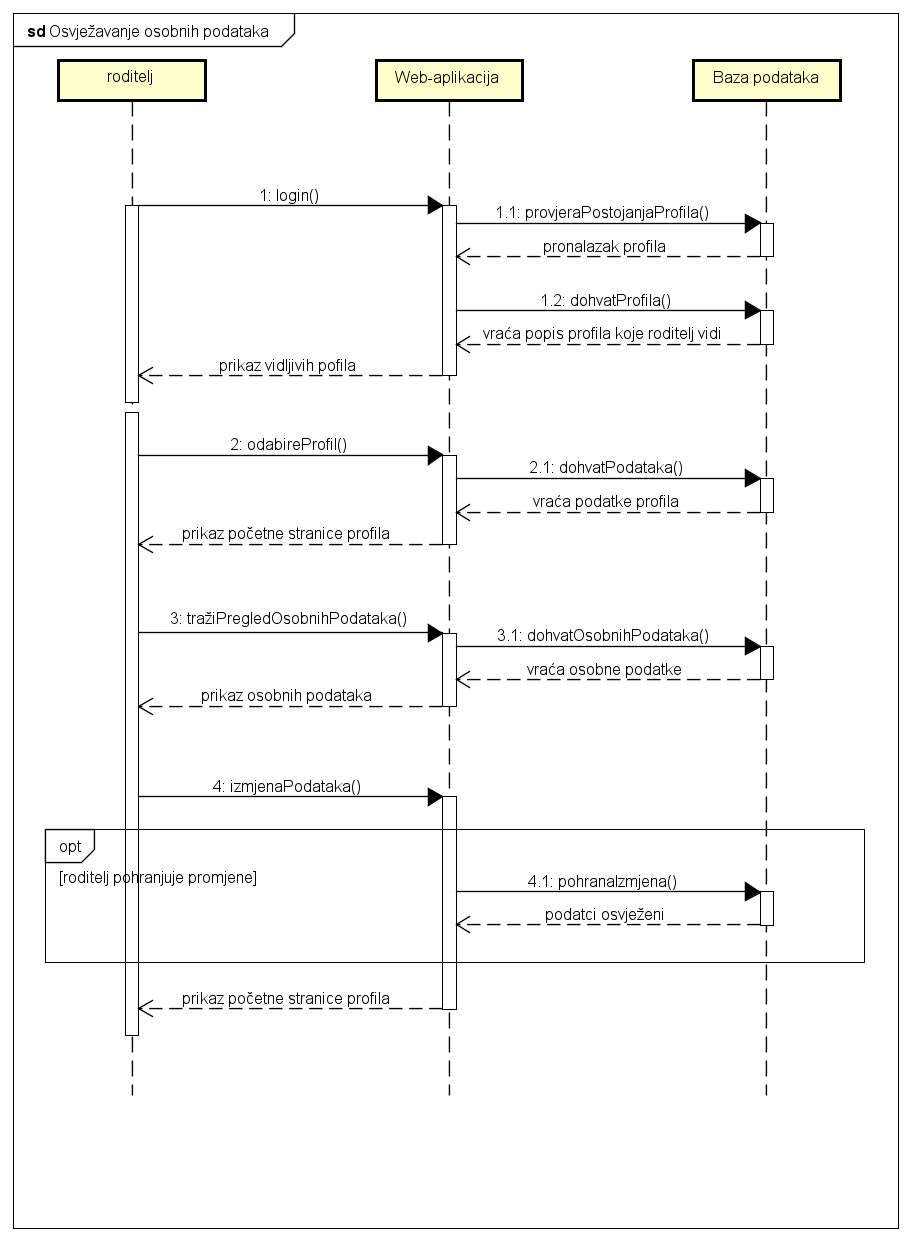 sd Osvježavanje osobnih podataka
roditelj
Web-aplikacija
Baza podataka
1: login()
1.1: provjeraPostojanjaProfila()
pronalazak profila
1.2: dohvatProfila()
vraća popis profila koje roditelj vidi
prikaz vidljivih pofila
2: odabireProfil()
2.1: dohvatPodataka()
vraća podatke profila
prikaz početne stranice profila
3: tražiPregledOsobnihPodataka()
3.1: dohvatOsobnihPodataka()
vraća osobne podatke
prikaz osobnih podataka
4: izmjenaPodataka()
opt
[roditelj pohranjuje promjene]
4.1: pohranaIzmjena()
podatci osvježeni
prikaz početne stranice profila